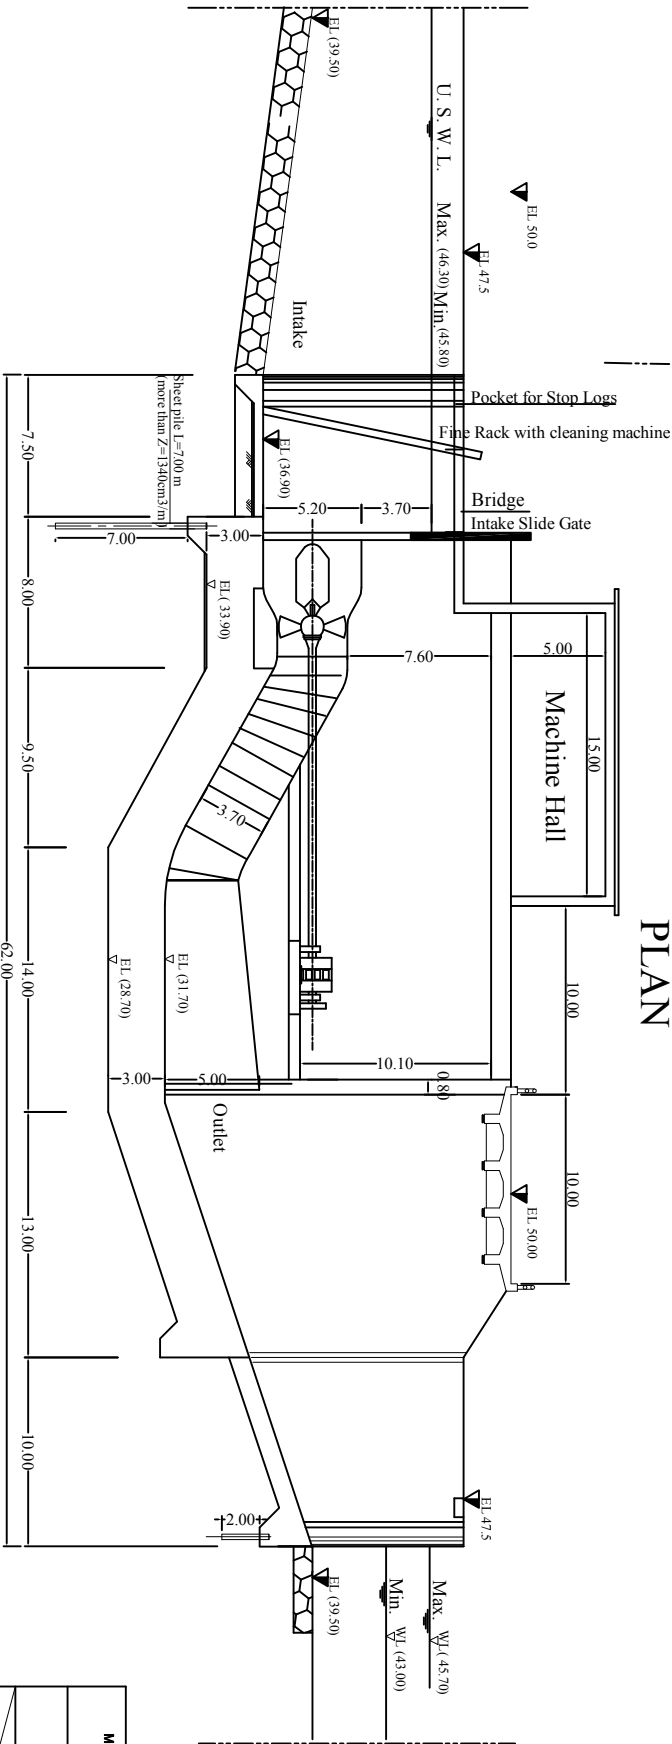 EL (39.50)
U. S. W. L. Max. (46.30) Min. (45.80)
EL 50.0
EL 47.5
Intake
Pocket for Stop Logs
Fine Rack with cleaning machine
Bridge
Intake Slide Gate
Sheet pile L=7.00 m
(more than Z=1340cm3/m
EL (36.90)
5.20
3.70
7.00
3.00
EL ( 33.90)
7.60
5.00
15.00
Machine Hall
PLAN
3.70
EL (31.70)
EL (28.70)
10.00
10.10
0.80
3.00
5.00
Outlet
10.00
EL 50.00
EL 47.5
2.00
EL (39.50)
Max. WL( 45.70)
Min. WL (43.00)
7.50
8.00
9.50
14.00
13.00
10.00
62.00
M